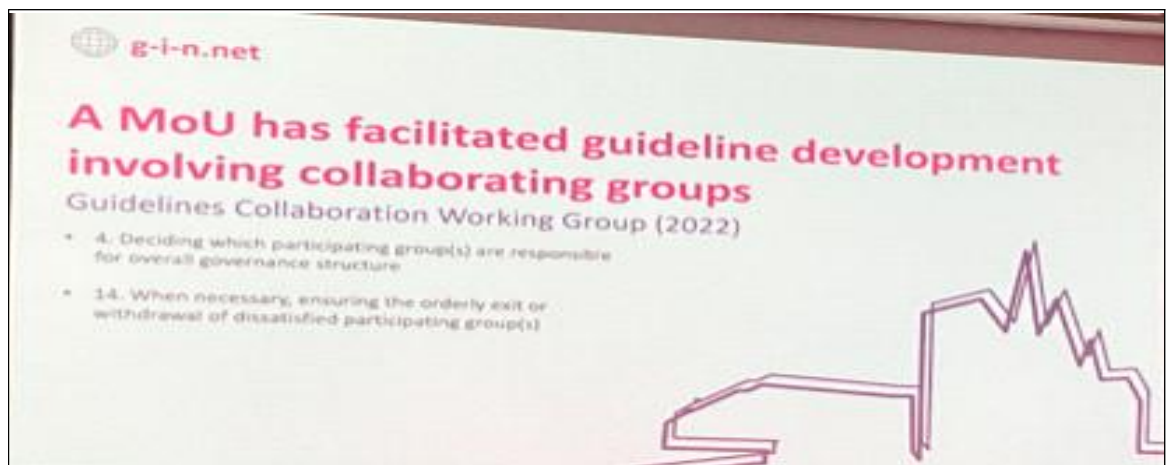 g-i-n.net
A MoU has facilitated guideline development
involving collaborating groups
Guidelines Collaboration Working Group (2022)
• 4. Deciding which participating group(s) are responsible
for overall governance structure
• 14. When necessary, ensuring the orderly exit or
withdrawal of dissatisfied participating group(s)